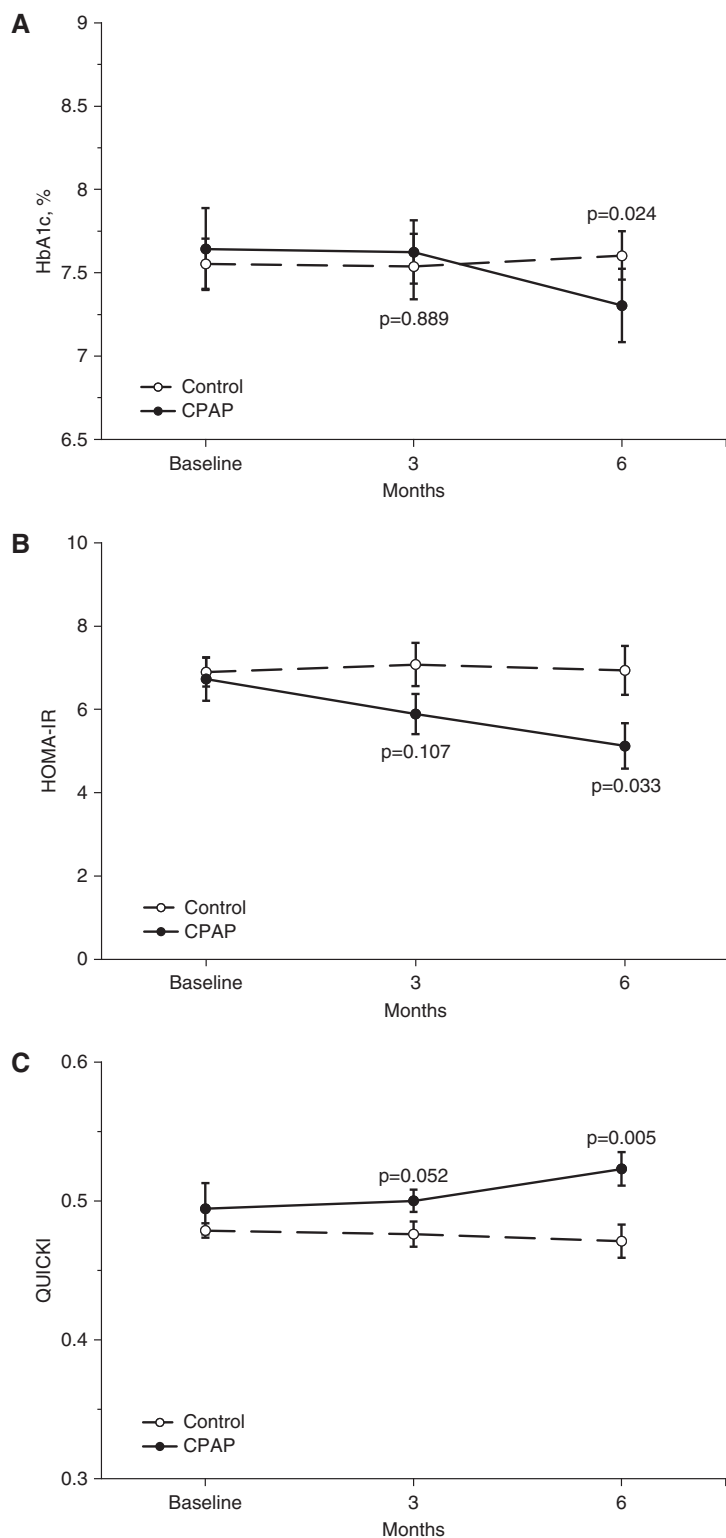 A
9
8.5
8
7.5
7
6.5
HbA1c, %
p=0.024
p=0.889
Control
CPAP
Baseline 3 6
Months
B
10
8
6
4
2
0
HOMA-IR
p=0.107
p=0.033
Control
CPAP
Baseline 3 6
Months
C
0.6
0.5
0.4
0.3
QUICKI
p=0.005
p=0.052
Control
CPAP
Baseline 3 6
Months